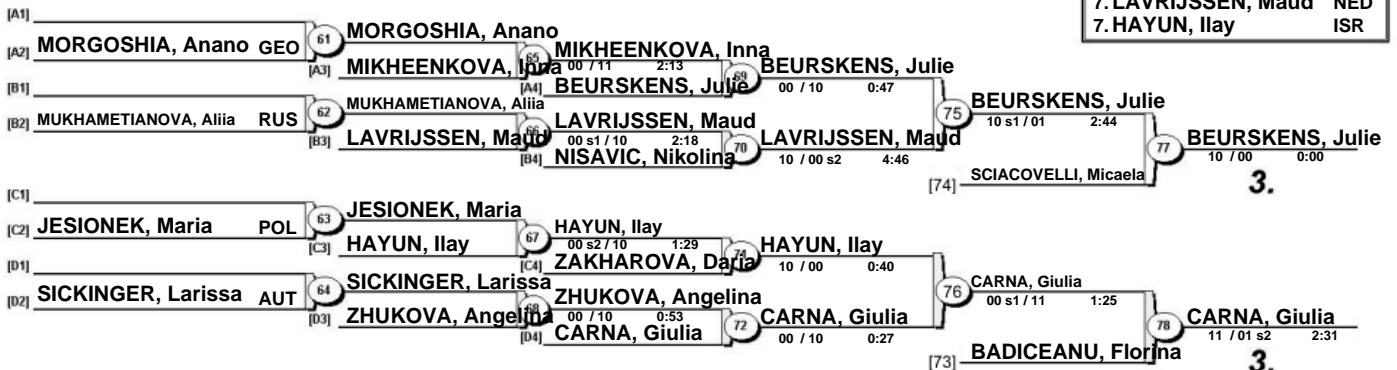 7. LAVRIJSSEN, Maud NED
7. HAYUN, Ilay ISR
[A1]
[A2] MORGOSHIA, Anano GEO
61
MORGOSHIA, Anano
[A3] MIKHEENKOVA, Inna
65
MIKHEENKOVA, Inna
00 / 11 2:13
[A4] BEURSKENS, Julie
69
BEURSKENS, Julie
00 / 10 0:47
[B1]
[B2] MUKHAMETIANOVA, Aliia RUS
62
MUKHAMETIANOVA, Aliia
[B3] LAVRIJSSEN, Maud
66
LAVRIJSSEN, Maud
00 s1 / 10 2:18
[B4] NISAVIC, Nikolina
70
LAVRIJSSEN, Maud
10 / 00 s2 4:46
75
BEURSKENS, Julie
10 s1 / 01 2:44
[74] SCIACOVELLI, Micaela
77
BEURSKENS, Julie
10 / 00 0:00
3.
[C1]
[C2] JESIONEK, Maria POL
63
JESIONEK, Maria
[C3] HAYUN, Ilay
67
HAYUN, Ilay
00 s2 / 10 1:29
[C4] ZAKHAROVA, Daria
71
HAYUN, Ilay
10 / 00 0:40
[D1]
[D2] SICKINGER, Larissa AUT
64
SICKINGER, Larissa
[D3] ZHUKOVA, Angelina
68
ZHUKOVA, Angelina
00 / 10 0:53
[D4] CARNA, Giulia
72
CARNA, Giulia
00 / 10 0:27
76
CARNA, Giulia
00 s1 / 11 1:25
[73] BADICEANU, Florina
78
CARNA, Giulia
11 / 01 s2 2:31
3.